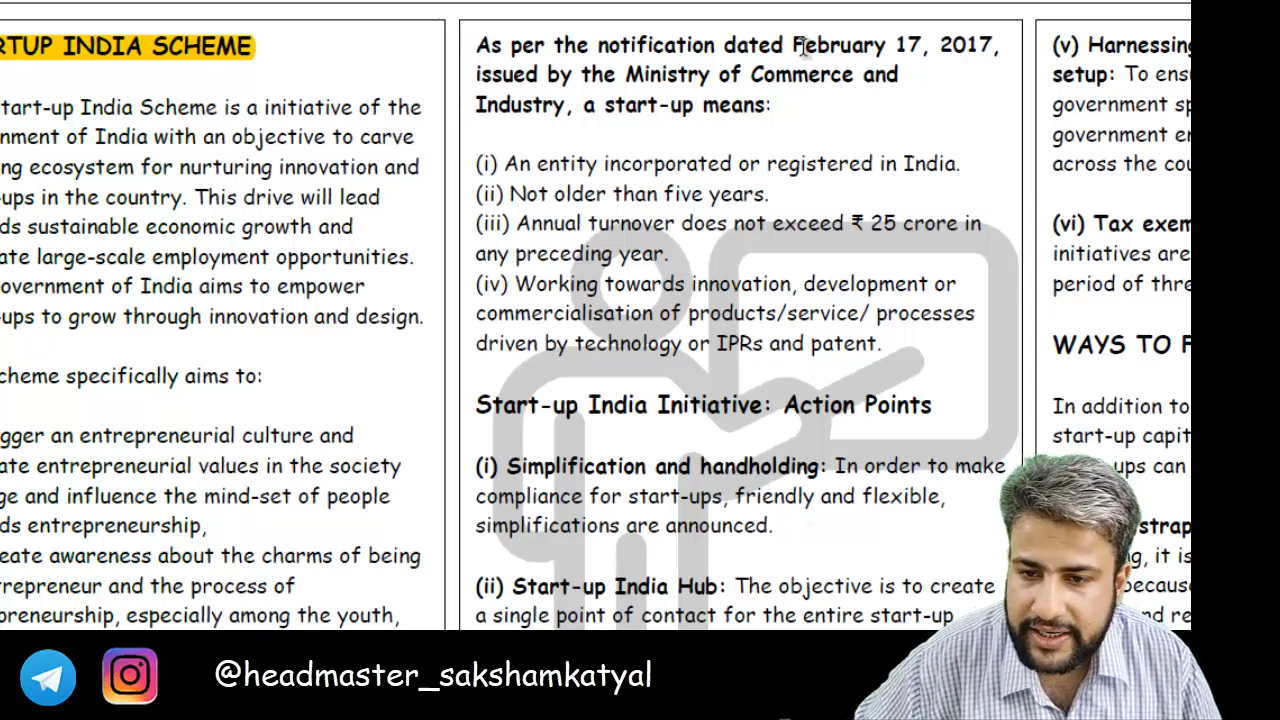 RTUP INDIA SCHEME
tart-up India Scheme is a initiative of the
nment of India with an objective to carve
ng ecosystem for nurturing innovation and
-ups in the country. This drive will lead
ds sustainable economic growth and
ate large-scale employment opportunities.
overnment of India aims to empower
-ups to grow through innovation and design.
cheme specifically aims to:
gger an entrepreneurial culture and
ate entrepreneurial values in the society
ge and influence the mind-set of people
ds entrepreneurship,
eate awareness about the charms of being
trepreneur and the process of
preneurship, especially among the youth,
As per the notification dated February 17, 2017,
issued by the Ministry of Commerce and
Industry, a start-up means:
(i) An entity incorporated or registered in India.
(ii) Not older than five years.
(iii) Annual turnover does not exceed ₹ 25 crore in
any preceding year.
(iv) Working towards innovation, development or
commercialisation of products/service/ processes
driven by technology or IPRs and patent.
Start-up India Initiative: Action Points
(i) Simplification and handholding: In order to make
compliance for start-ups, friendly and flexible,
simplifications are announced.
(ii) Start-up India Hub: The objective is to create
a single point of contact for the entire start-up
(v) Harnessing
setup: To ens
government sp
government en
across the cou
(vi) Tax exem
initiatives are
period of thre
WAYS TO F
In addition to
start-up capit
ups can
strap
g, it is
because
nd re
@headmaster_sakshamkatyal